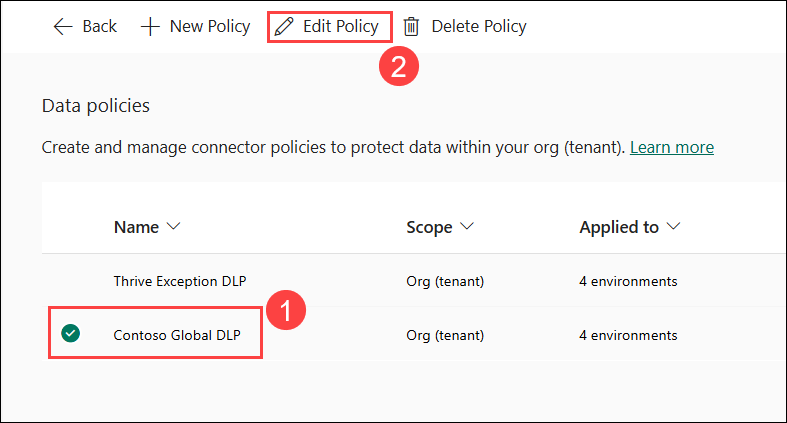 Back New Policy Edit Policy Delete Policy
2
Data policies
Create and manage connector policies to protect data within your org (tenant). Learn more
Name Scope Applied to
Thrive Exception DLP Org (tenant) 4 environments
1
Contoso Global DLP Org (tenant) 4 environments